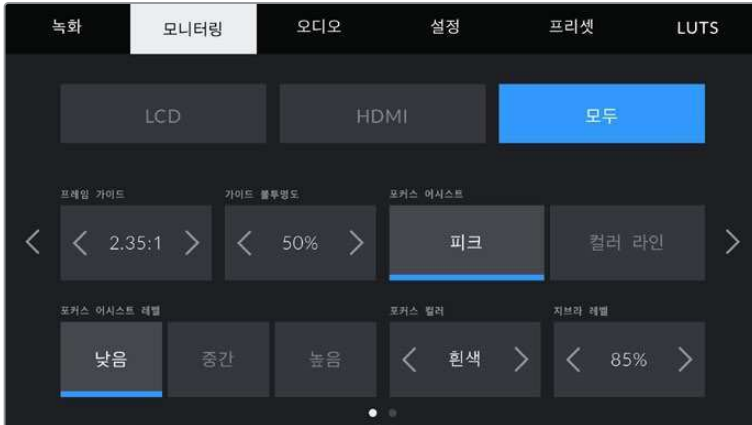 녹화 모니터링 오디오 설정 프리셋 LUTS
LCD HDMI 모두
프레임 가이드 가이드 불투명도 포커스 어시스트
2.35:1 50% 피크 컬러 라인
포커스 어시스트 레벨 포커스 컬러 지브라 레벨
낮음 중간 높음 흰색 85%